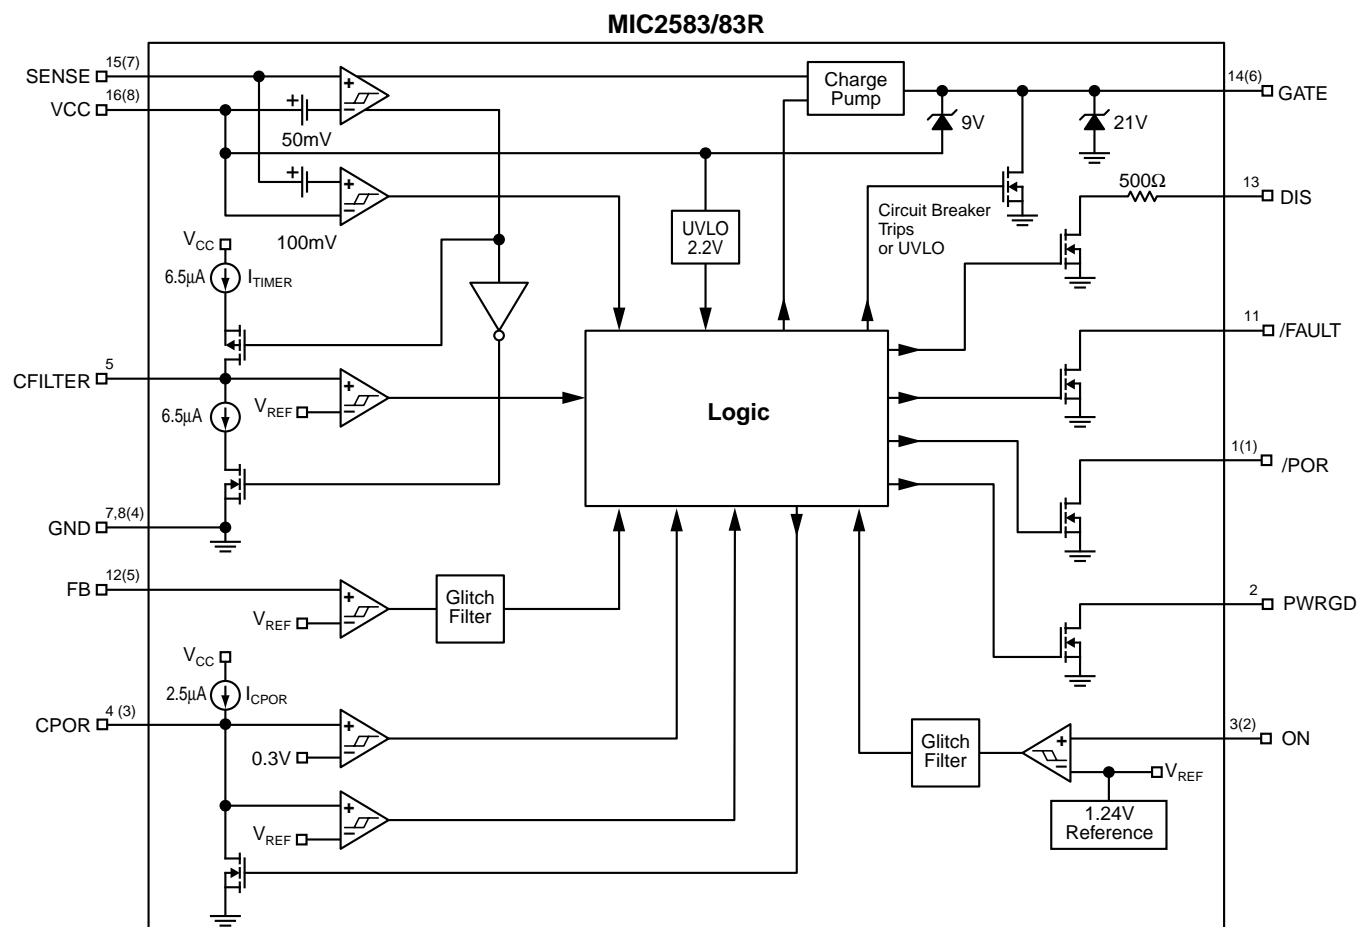 MIC2583/83R
SENSE
15(7)
VCC
16(8)
50mV
100mV
Charge
Pump
9V
21V
14(6)
GATE
500Ω
13
DIS
Circuit Breaker
Trips
or UVLO
UVLO
2.2V
VCC
6.5µA
ITIMER
CFILTER
5
VREF
6.5µA
Logic
11
/FAULT
1(1)
/POR
GND
7,8(4)
FB
12(5)
VREF
Glitch
Filter
2
PWRGD
VCC
2.5µA
ICPOR
CPOR
4 (3)
0.3V
VREF
Glitch
Filter
3(2)
ON
VREF
1.24V
Reference
+
–
+
–
+
–
+
–
+
–
+
–
+
–
+
+